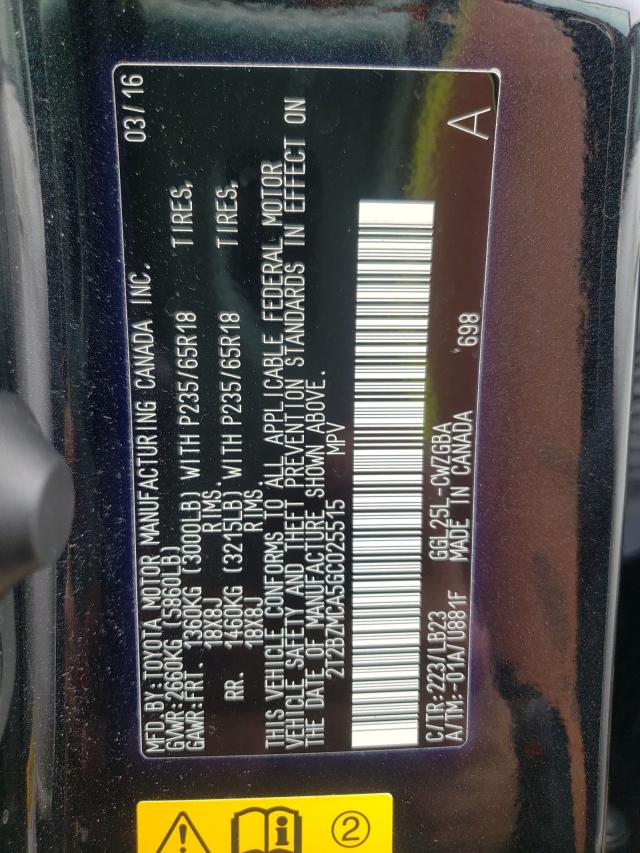 MFD.BY:TOYOTA MOTOR MANUFACTURING CANADA INC. 03/16
GVWR:2660KG (5860LB)
GAWR:FRT. 1360KG (3000LB) WITH P235/65R18 TIRES,
18X8J RIMS,
RR. 1460KG (3215LB) WITH P235/65R18 TIRES,
18X8J RIMS.
THIS VEHICLE CONFORMS TO ALL APPLICABLE FEDERAL MOTOR
VEHICLE SAFETY AND THEFT PREVENTION STANDARDS IN EFFECT ON
THE DATE OF MANUFACTURE SHOWN ABOVE.
2T2BZMCA5GC025515 MPV
C/TR:223/LB23 GGL25L-CWZGBA
A/TM:-01A/U881F MADE IN CANADA
698 A
2